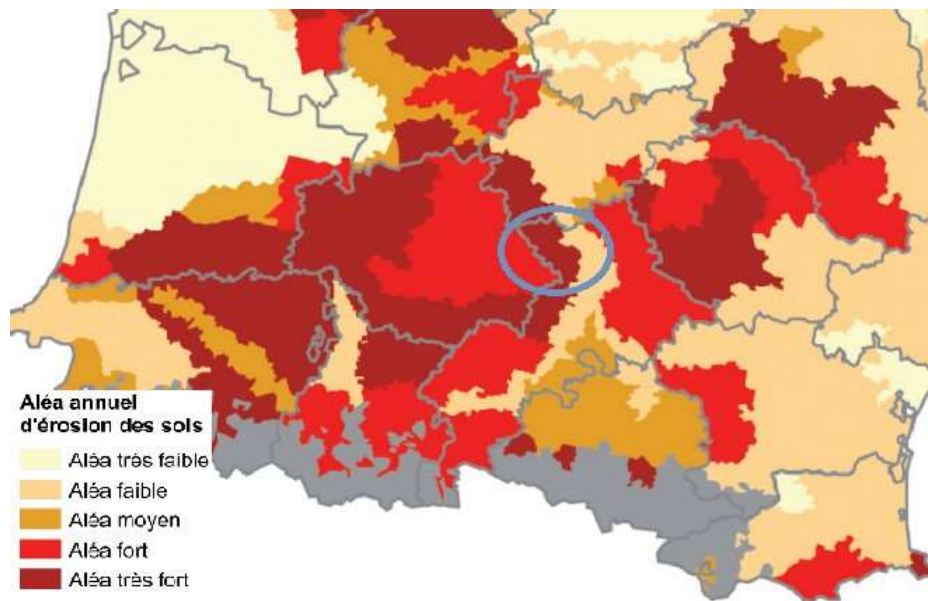 Aléa annuel
d'érosion des sols
Aléa très faible
Aléa faible
Aléa moyen
Aléa fort
Aléa très fort